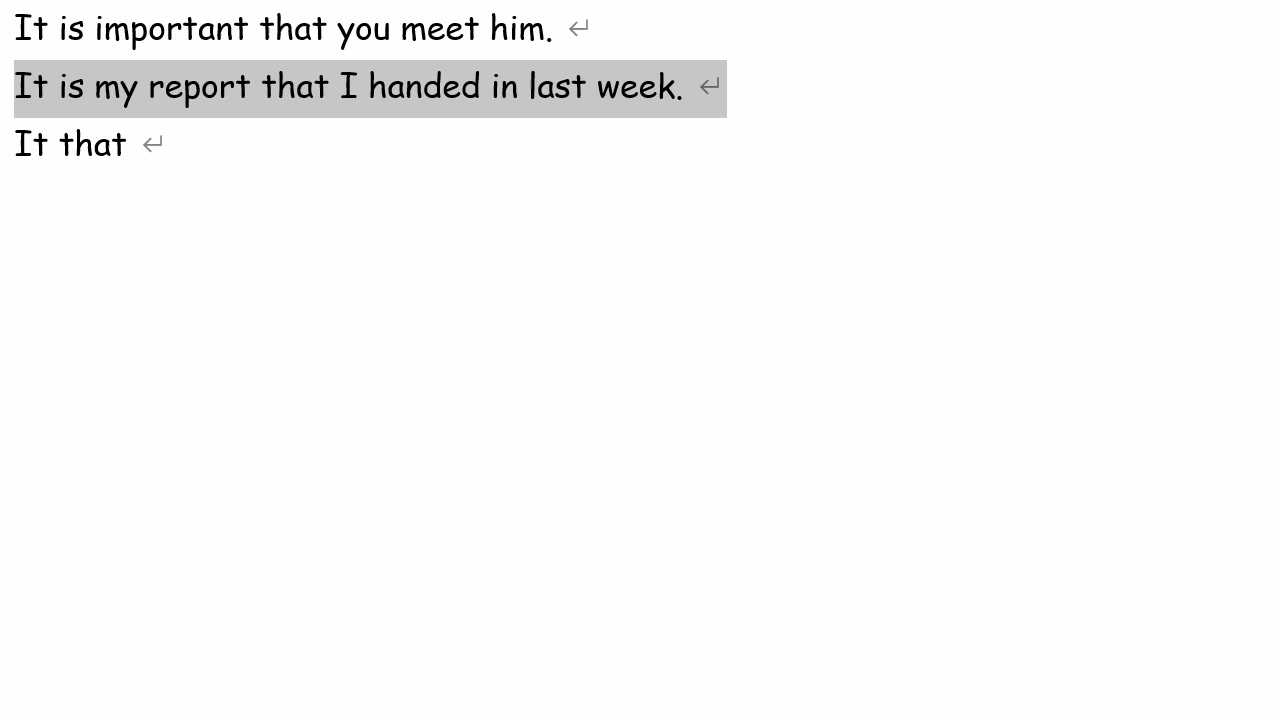 It is important that you meet him.
It is my report that I handed in last week.
It that